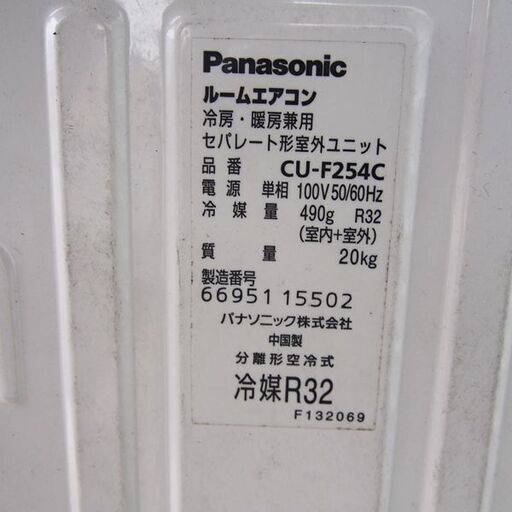 Panasonic
ルームエアコン
冷房・暖房兼用
セパレート形室外ユニット
品番 CU-F254C
電源 単相 100V 50/60Hz
冷媒量 490g R32
(室内+室外)
質量 20kg
製造番号
66951 15502
パナソニック株式会社
中国製
分離形空冷式
冷媒R32
F132069